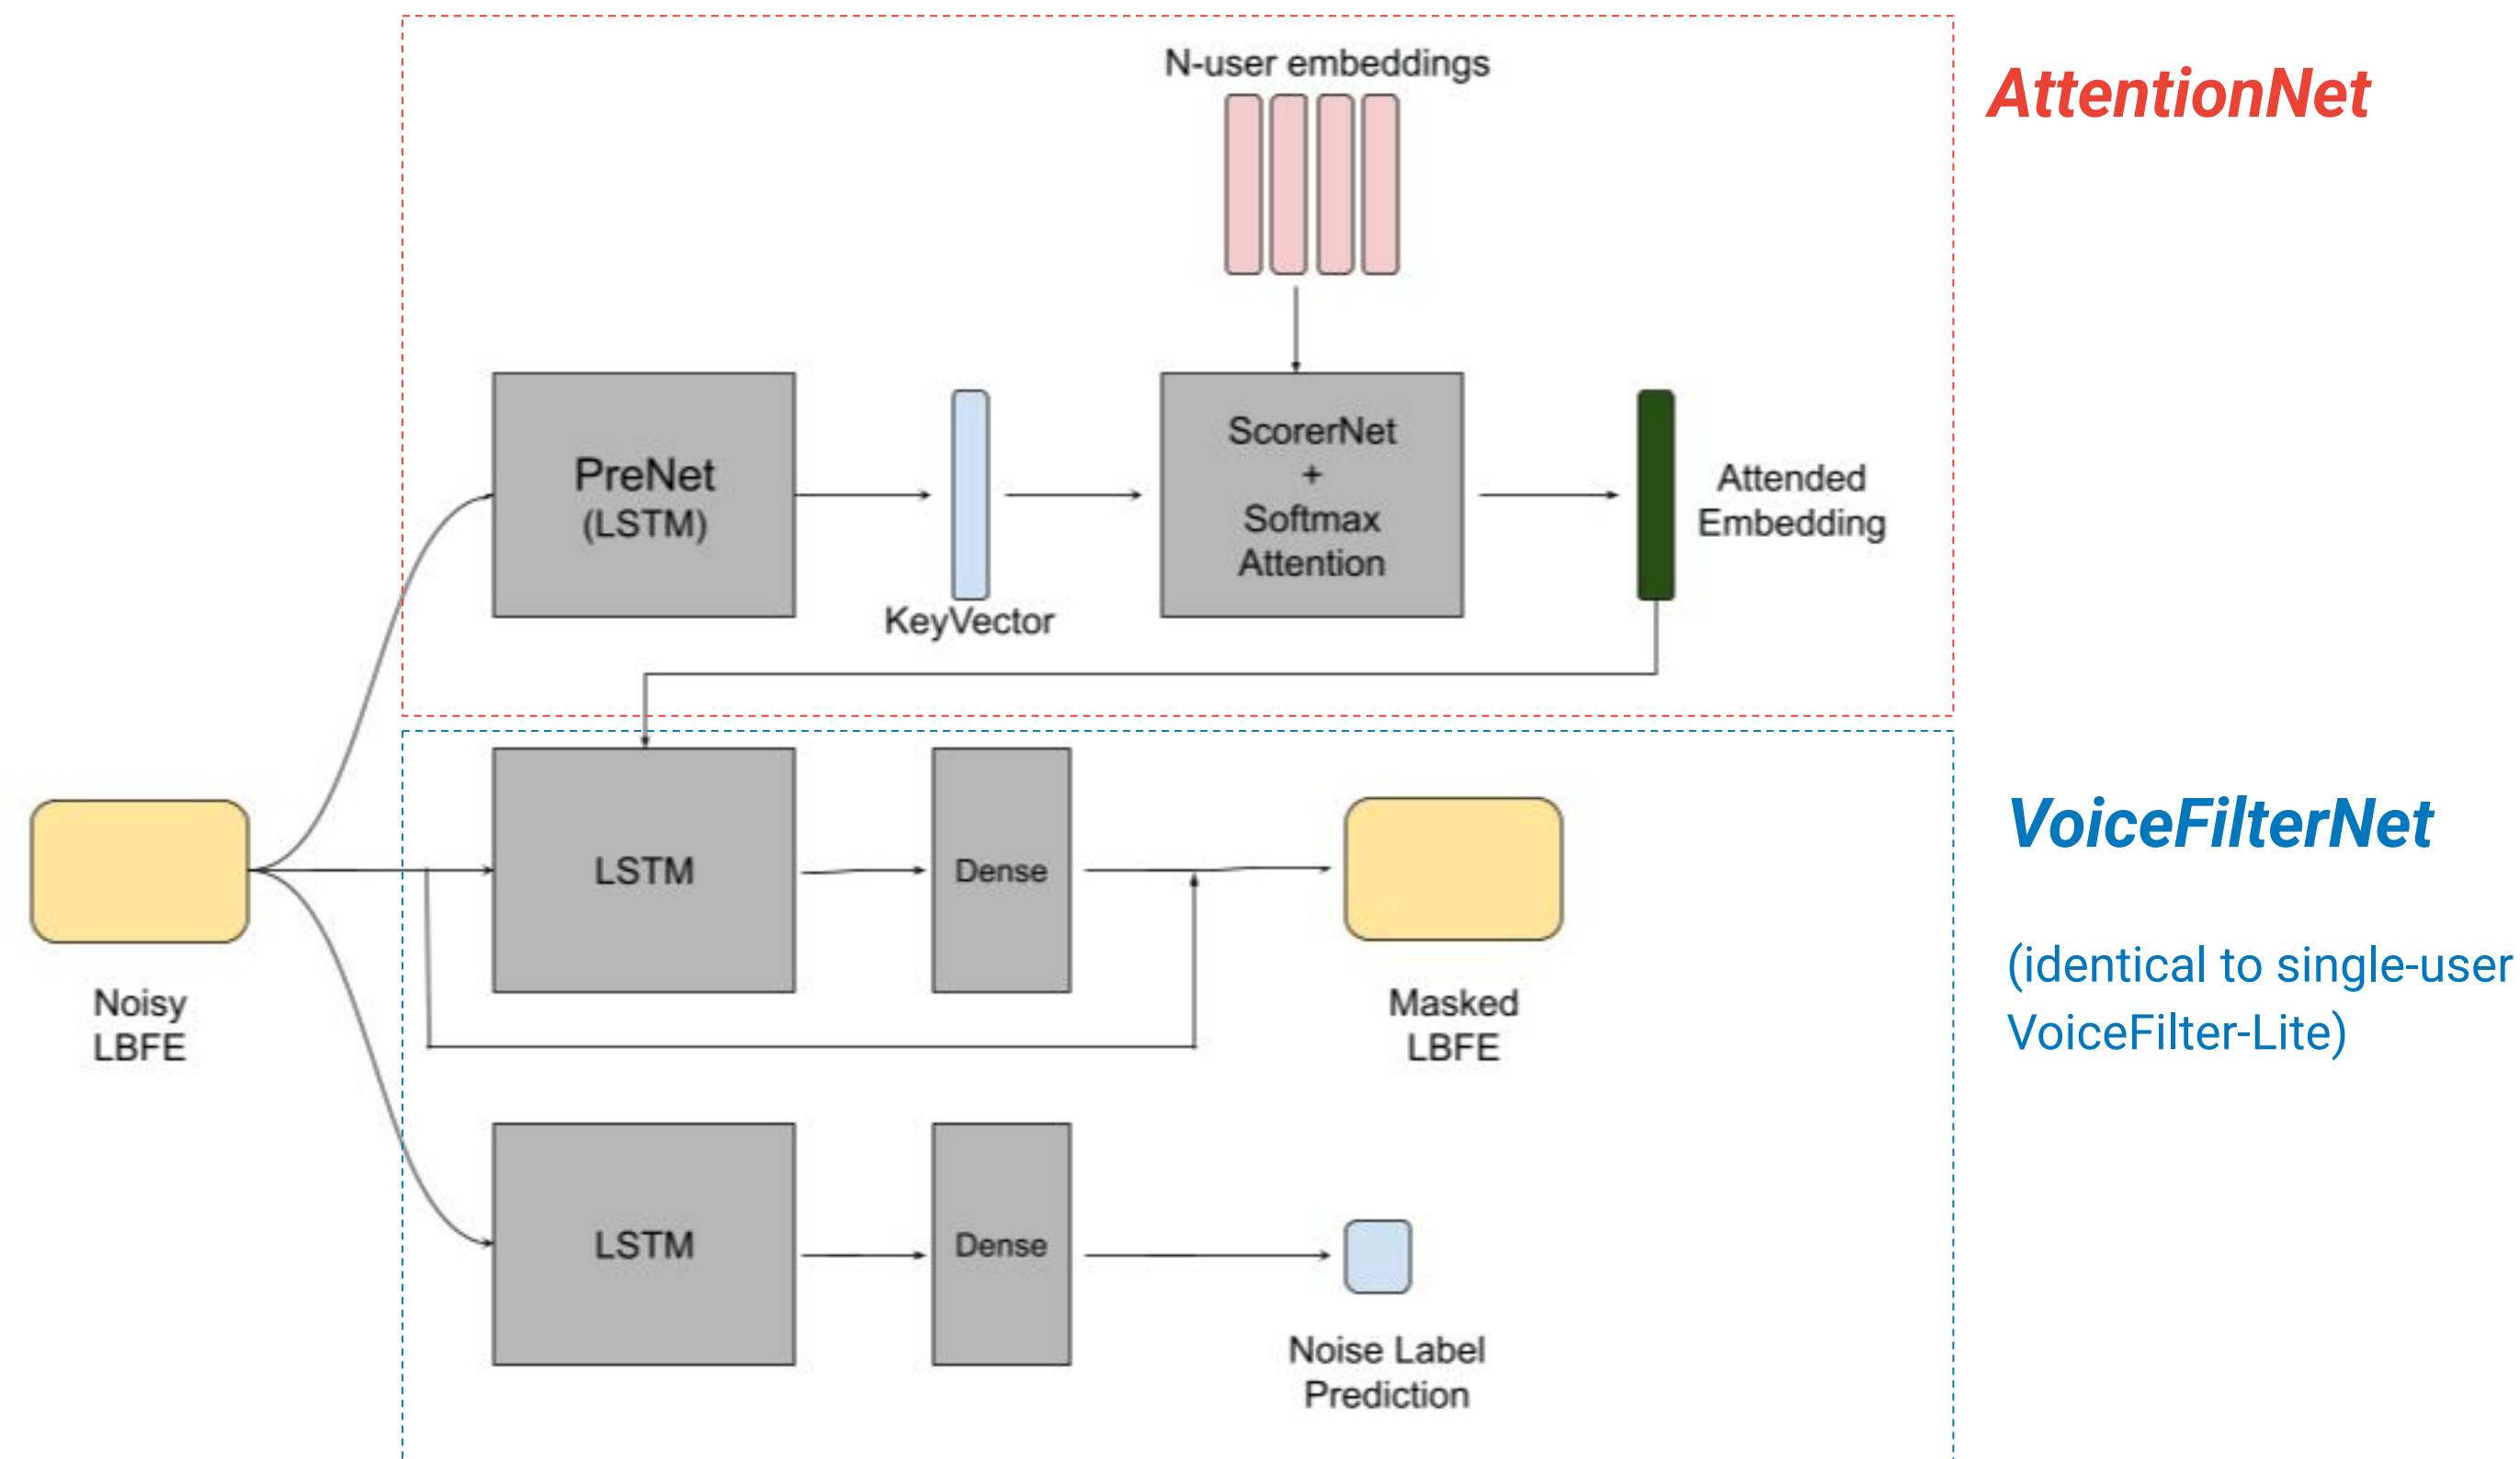 N-user embeddings
AttentionNet
PreNet
(LSTM)
KeyVector
ScorerNet
+
Softmax
Attention
Attended
Embedding
Noisy
LBFE
LSTM
Dense
Masked
LBFE
VoiceFilterNet
(identical to single-user
VoiceFilter-Lite)
LSTM
Dense
Noise Label
Prediction